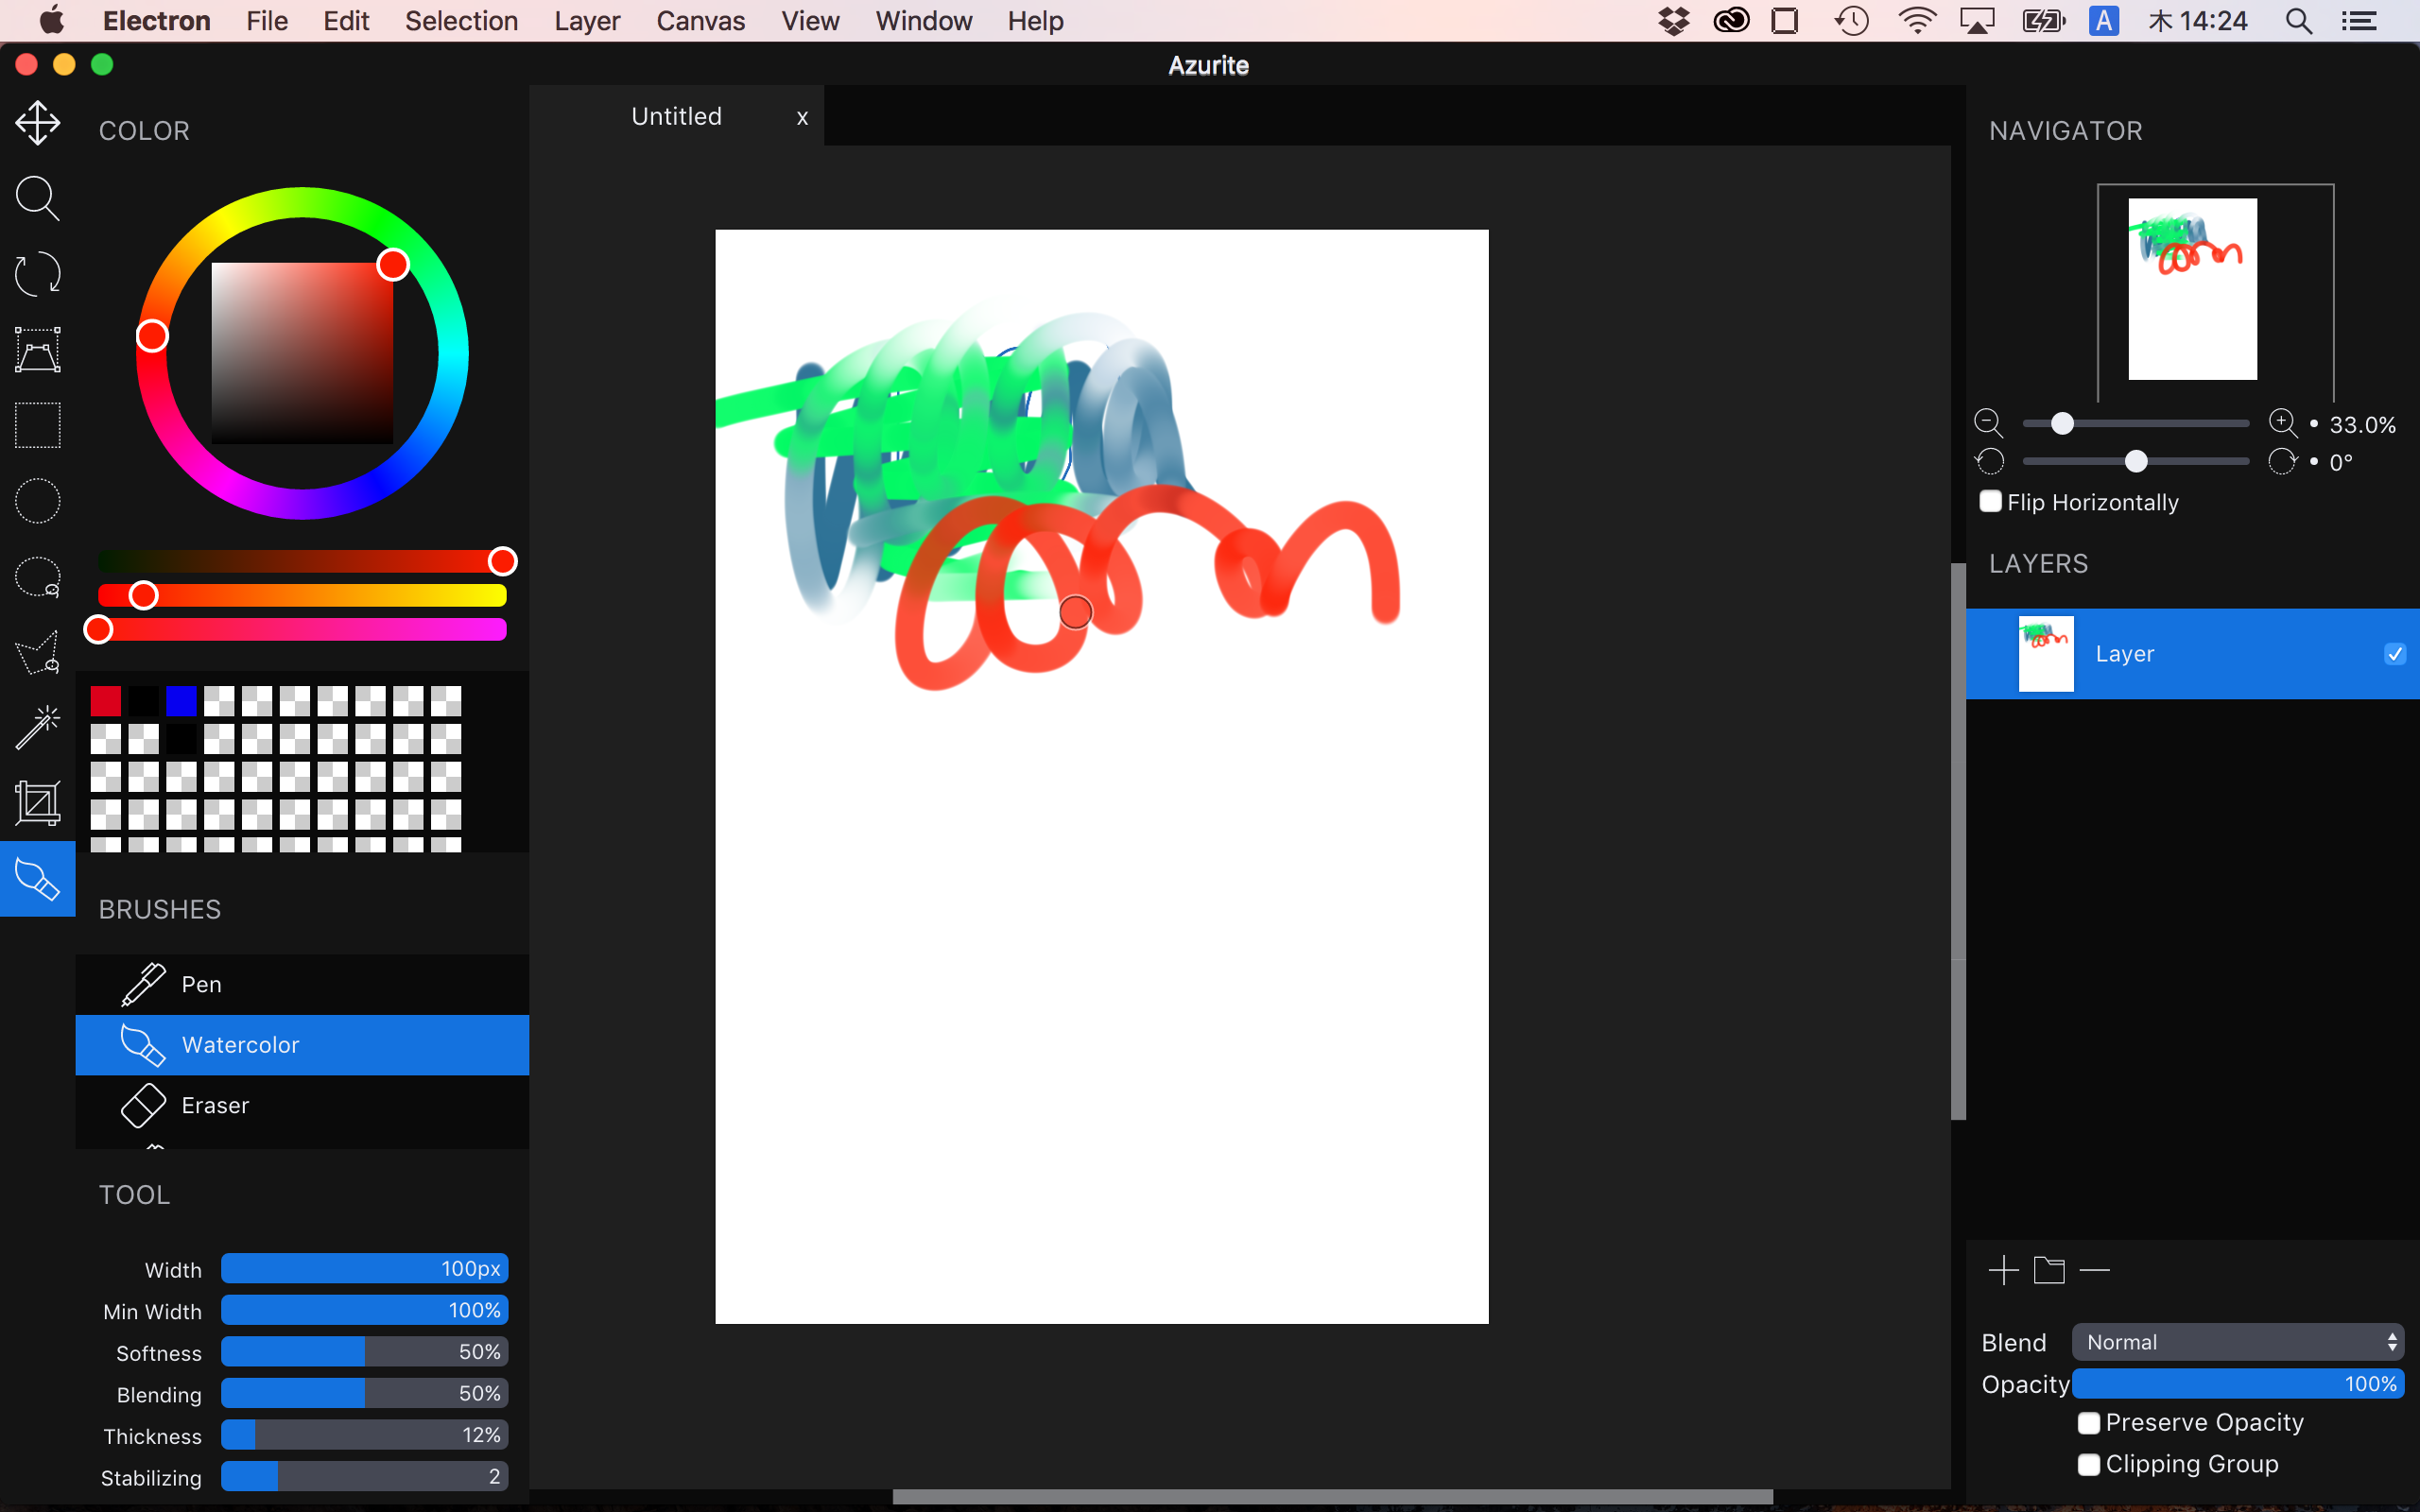 Electron File Edit Selection Layer Canvas View Window Help A 木 14:24
Azurite
COLOR
Untitled x
NAVIGATOR
33.0%
0°
Flip Horizontally
LAYERS
Layer
BRUSHES
Pen
Watercolor
Eraser
TOOL
Width 100px
Min Width 100%
Softness 50%
Blending 50%
Thickness 12%
Stabilizing 2
Blend Normal
Opacity 100%
Preserve Opacity
Clipping Group